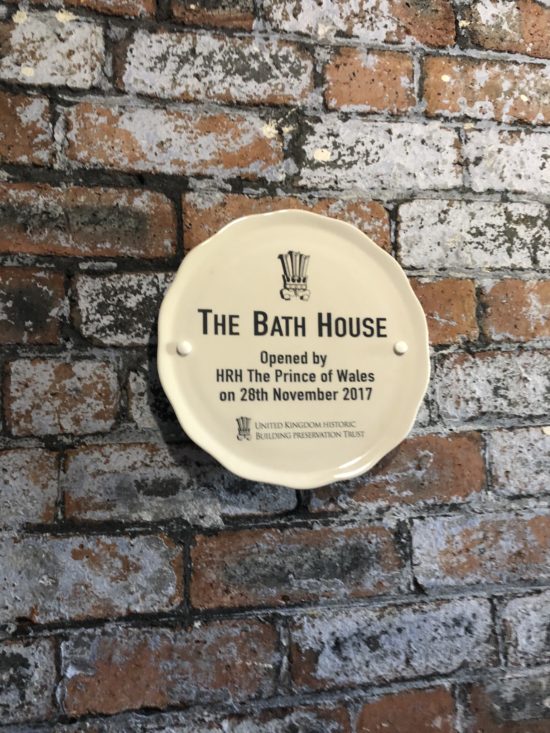 THE BATH HOUSE
Opened by
HRH The Prince of Wales
on 28th November 2017
UNITED KINGDOM HISTORIC
BUILDING PRESERVATION TRUST